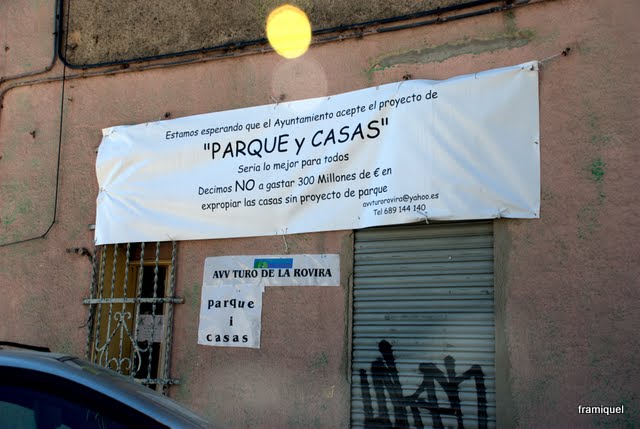 Estamos esperando que el Ayuntamiento acepte el proyecto de
"PARQUE y CASAS"
Seria lo mejor para todos
Decimos NO a gastar 300 Millones de € en
expropiar las casas sin proyecto de parque
avvturorovira@yahoo.es
Tel 689 144 140
AVV TURO DE LA ROVIRA
parque
i
casas
framiquel